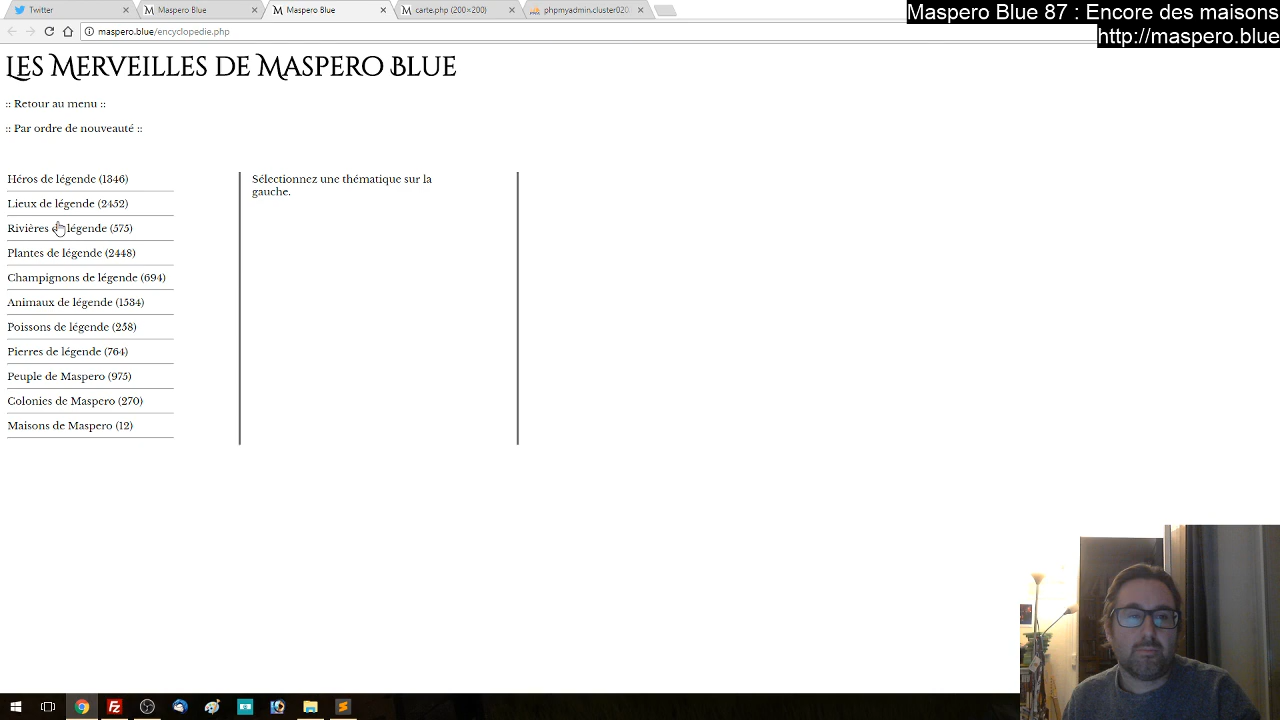 Twitter
Maspero Blue
Maspero Blue
carte.php (200×200)
phpmyadmin.cluster020
Maspero Blue 87 : Encore des maisons
http://maspero.blue
maspero.blue/encyclopedie.php
Les Merveilles de Maspero Blue
:: Retour au menu ::
:: Par ordre de nouveauté ::
Héros de légende (1346)
Lieux de légende (2452)
Rivières de légende (575)
Plantes de légende (2448)
Champignons de légende (694)
Animaux de légende (1534)
Poissons de légende (258)
Pierres de légende (764)
Peuple de Maspero (975)
Colonies de Maspero (270)
Maisons de Maspero (12)
Sélectionnez une thématique sur la
gauche.